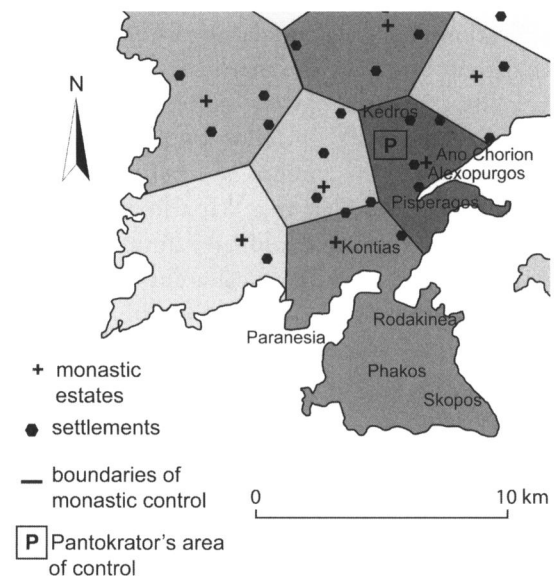 N
Kedros
P
Ano Chorion
Alexopurgos
Pisperages
Kontias
Rodakinea
Paranesia
Phakos
Skopos
monastic
estates
settlements
boundaries of
monastic control
0 10 km
P Pantokrator's area
of control